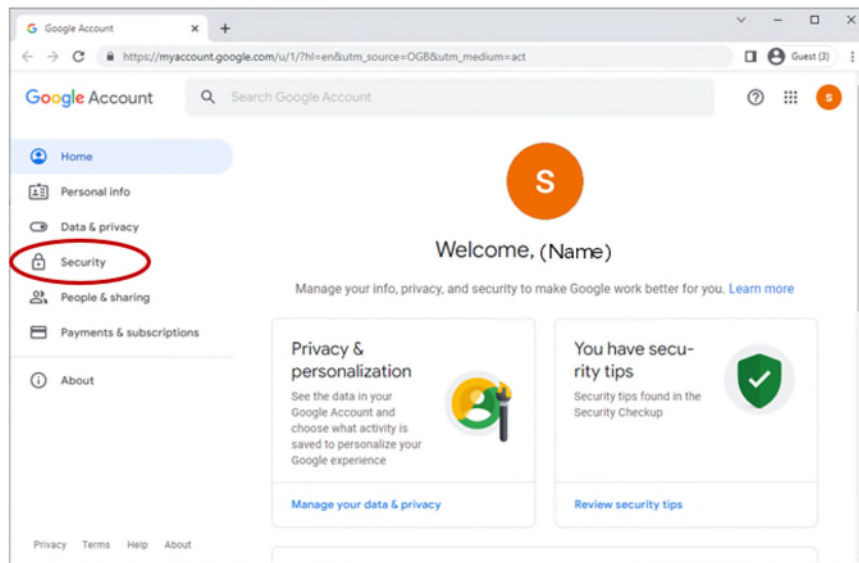 G Google Account
https://myaccount.google.com/u/1/?hl=en&utm_source=OGB&utm_medium=act
Guest (3)
Google Account
Search Google Account
S
Home
Personal info
Data & privacy
Security
People & sharing
Payments & subscriptions
About
S
Welcome, (Name)
Manage your info, privacy, and security to make Google work better for you. Learn more
Privacy &
personalization
See the data in your
Google Account and
choose what activity is
saved to personalize your
Google experience
Manage your data & privacy
You have secu-
rity tips
Security tips found in the
Security Checkup
Review security tips
Privacy Terms Help About